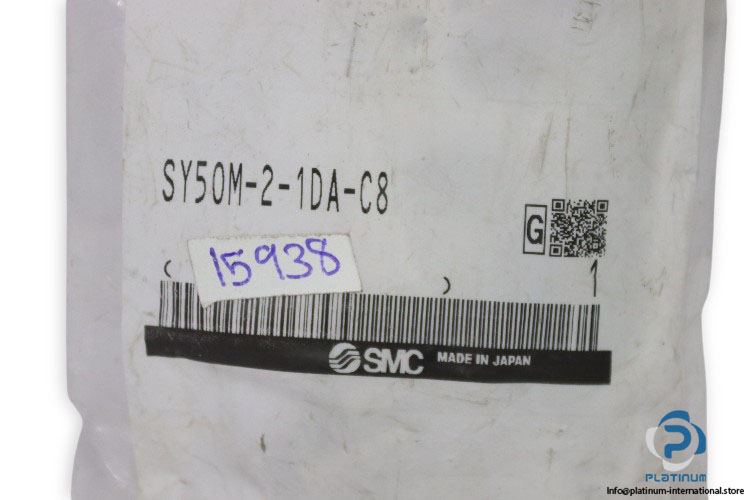 SY50M-2-1DA-C8
G
15938
( ) 1
SMC MADE IN JAPAN
PLATINUM
Info@platinum-international.store